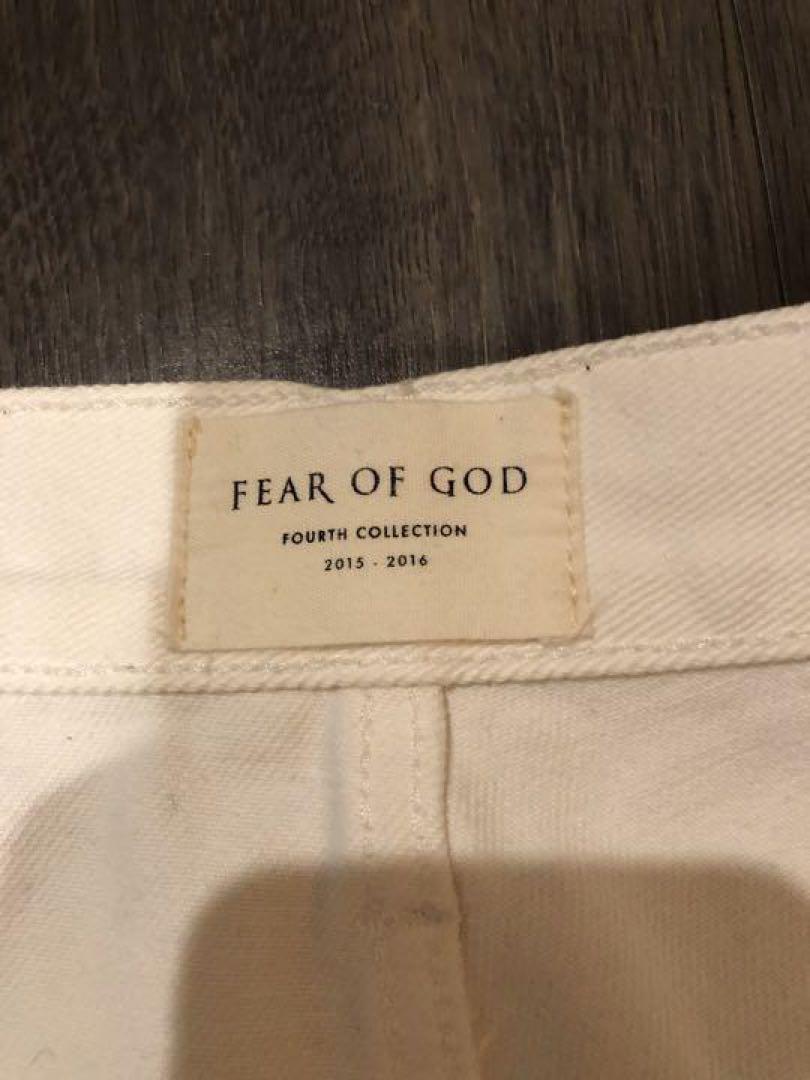 FEAR OF GOD
FOURTH COLLECTION
2015 - 2016